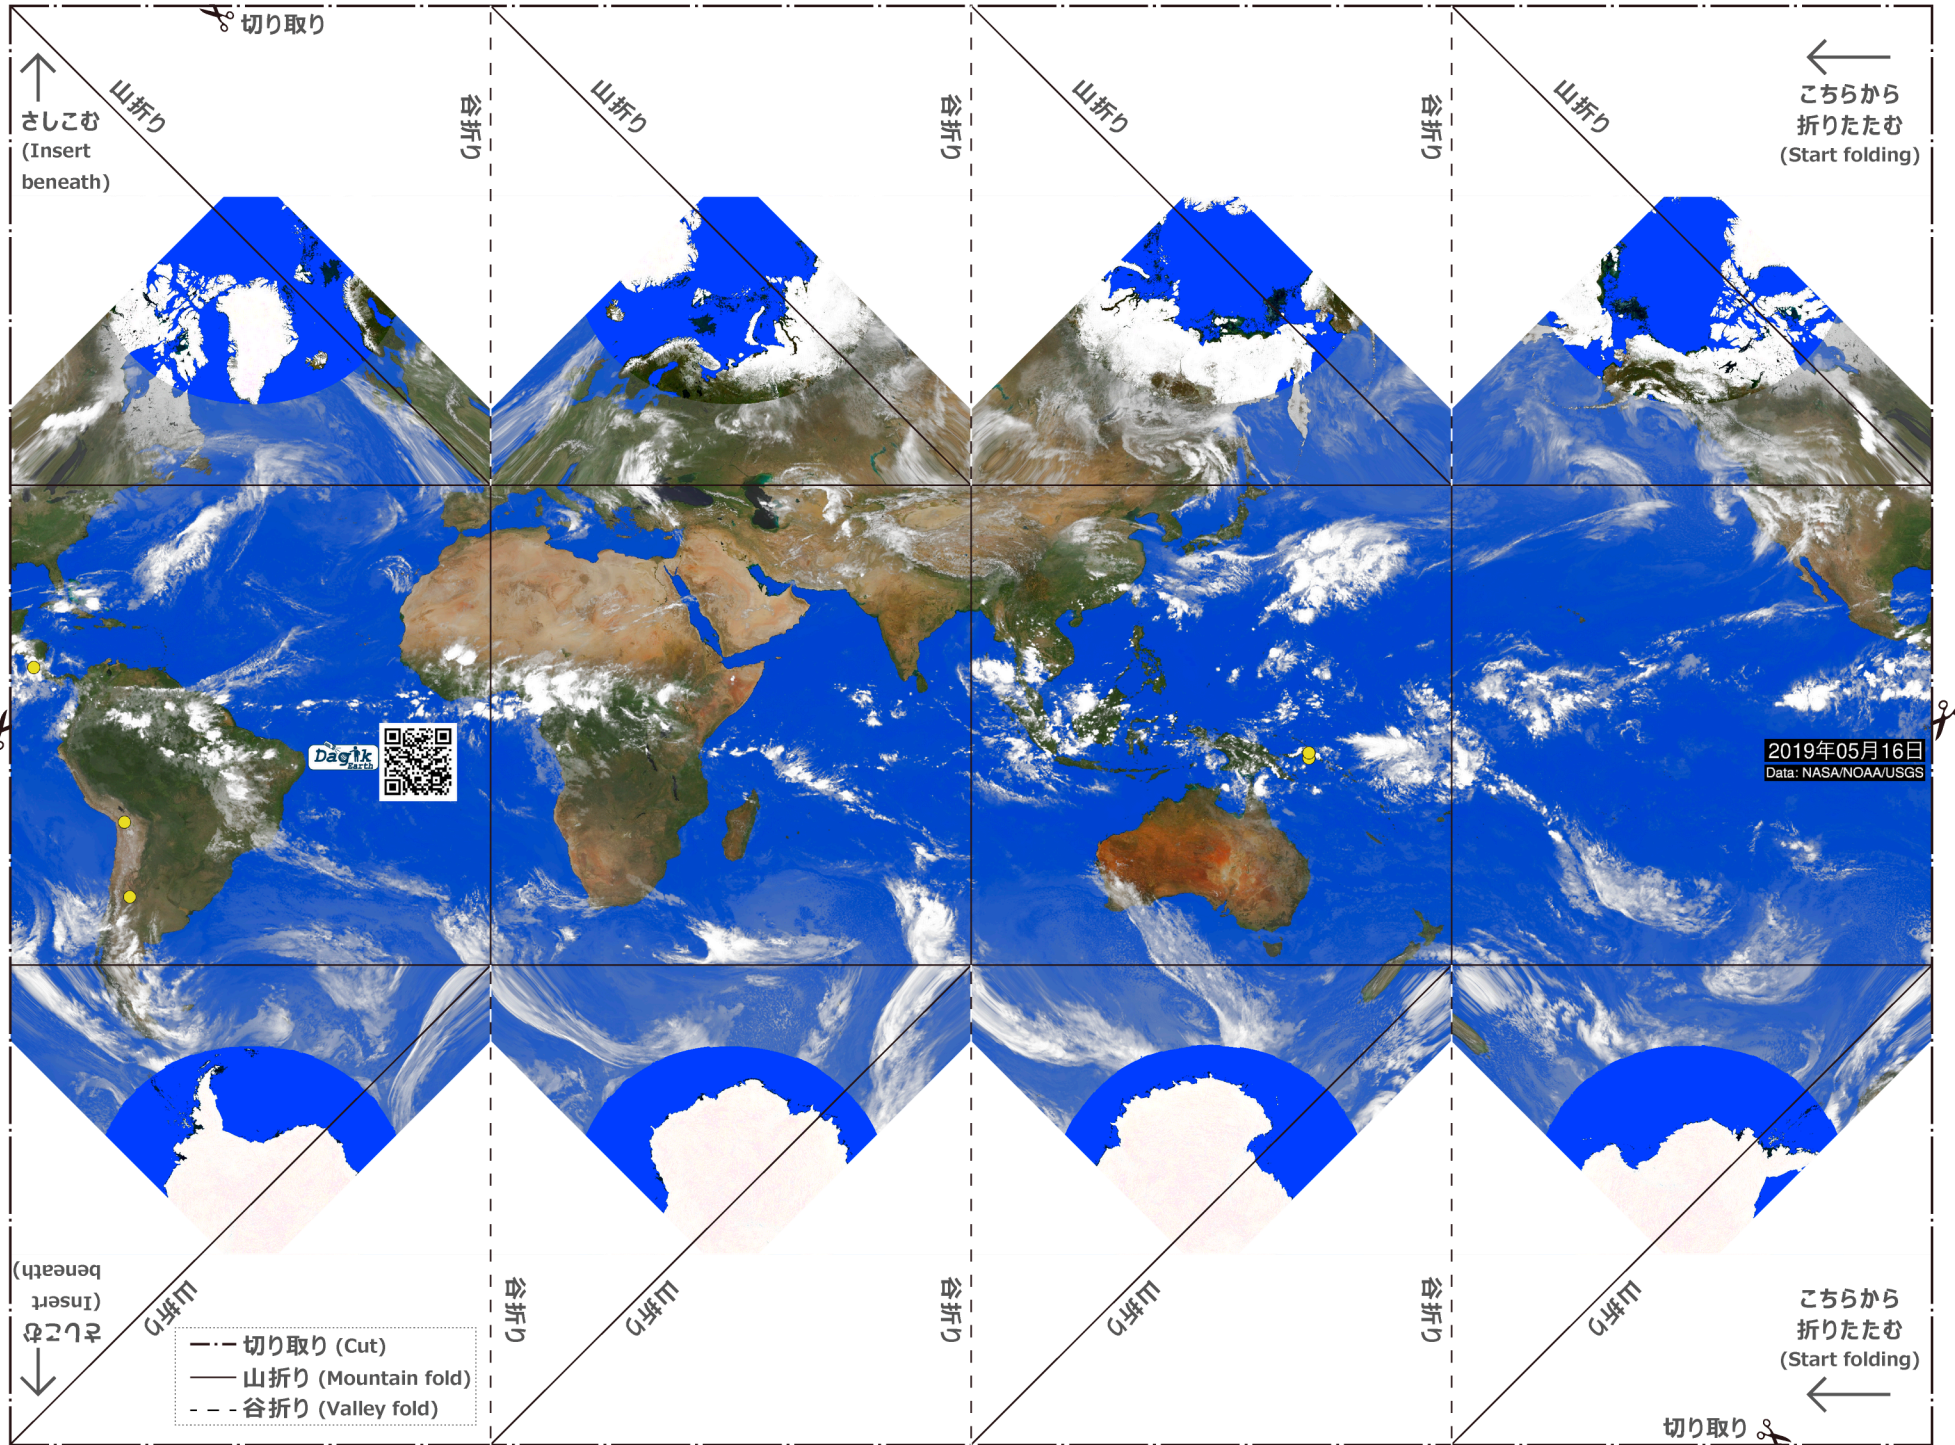 切り取り
さしこむ
(Insert
beneath)
山折り
谷折り
山折り
谷折り
山折り
谷折り
山折り
こちらから
折りたたむ
(Start folding)
Dagik
Earth
2019年05月16日
Data: NASA/NOAA/USGS
さしこむ
(Insert
beneath)
山折り
谷折り
山折り
谷折り
山折り
谷折り
山折り
こちらから
折りたたむ
(Start folding)
切り取り (Cut)
山折り (Mountain fold)
谷折り (Valley fold)
切り取り